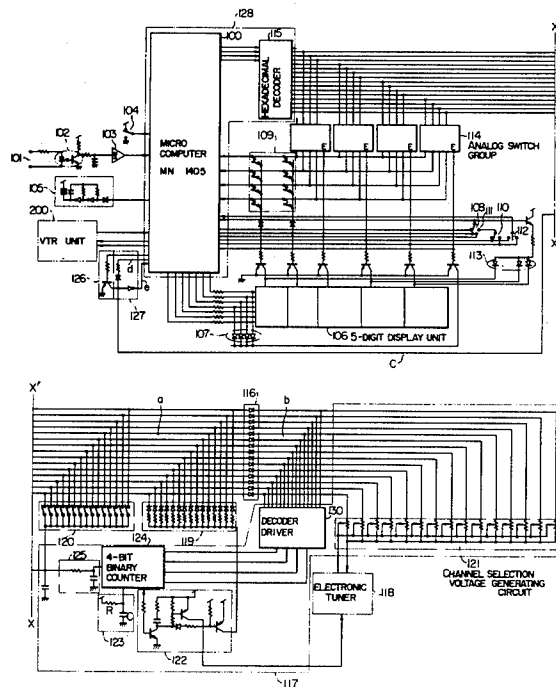 128
100
115
X
HEXADECIMAL DECODER
104
102
103
101
MICRO COMPUTER MN 1405
109
E
E
E
E
114
ANALOG SWITCH GROUP
105
200
VTR UNIT
108
111
110
112
113
126
d
e
127
107
106
5-DIGIT DISPLAY UNIT
C
X'
X'
a
116
b
120
124
119
DECODER DRIVER
130
125
4-BIT BINARY COUNTER
121
CHANNEL SELECTION VOLTAGE GENERATING CIRCUIT
ELECTRONIC TUNER
118
R
C
123
122
X
117